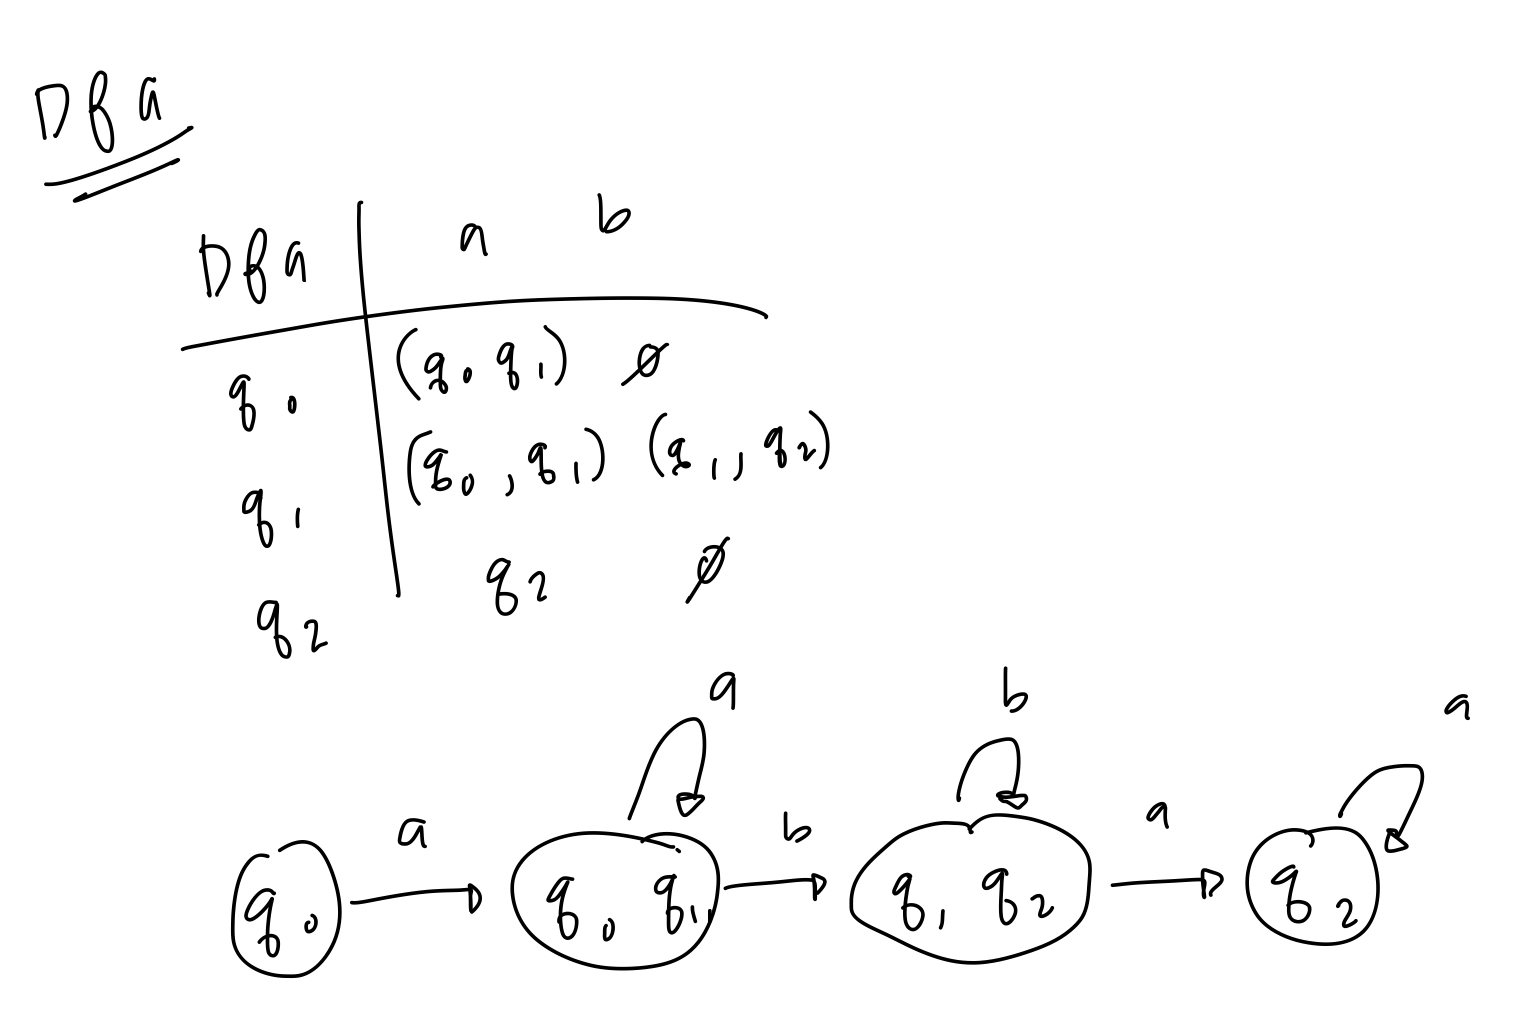 Dfa
Dfa a b
q0 (q0 q1) ∅
q1 (q0, q1) (q1, q2)
q2 q2 ∅
a b a
a b a
q0 q0 q1 q1 q2 q2